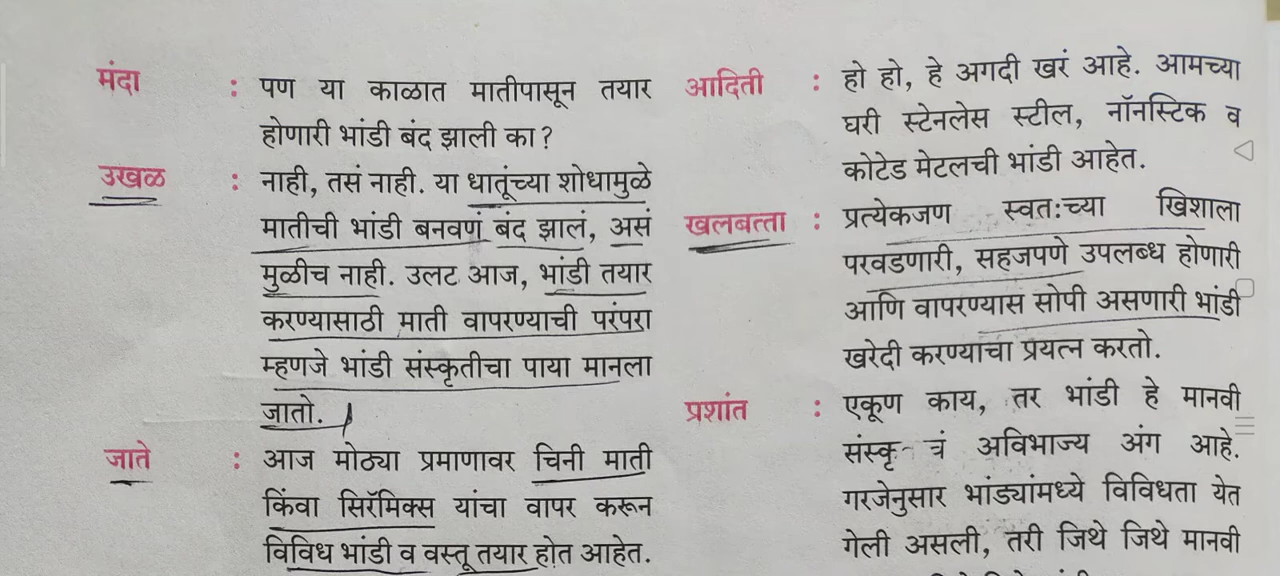 मंदा : पण या काळात मातीपासून तयार
होणारी भांडी बंद झाली का?
उखळ : नाही, तसं नाही. या धातूंच्या शोधामुळे
मातीची भांडी बनवणं बंद झालं, असं
मुळीच नाही. उलट आज, भांडी तयार
करण्यासाठी माती वापरण्याची परंपरा
म्हणजे भांडी संस्कृतीचा पाया मानला
जातो.
जाते : आज मोठ्या प्रमाणावर चिनी माती
किंवा सिरॅमिक्स यांचा वापर करून
विविध भांडी व वस्तू तयार होत आहेत.
आदिती : हो हो, हे अगदी खरं आहे. आमच्या
घरी स्टेनलेस स्टील, नॉनस्टिक व
कोटेड मेटलची भांडी आहेत.
खलबत्ता : प्रत्येकजण स्वतःच्या खिशाला
परवडणारी, सहजपणे उपलब्ध होणारी
आणि वापरण्यास सोपी असणारी भांडी
खरेदी करण्याचा प्रयत्न करतो.
प्रशांत : एकूण काय, तर भांडी हे मानवी
अविभाज्य अंग आहे.
गरजेनुसार भांड्यांमध्ये विविधता येत
गेली असली, तरी जिथे जिथे मानवी